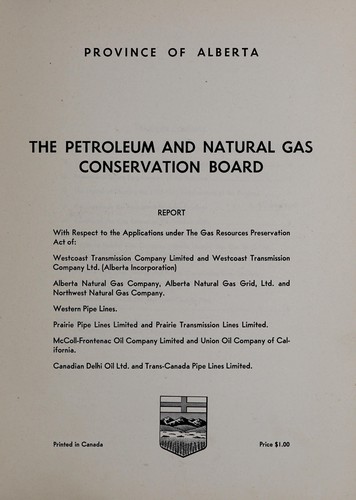 PROVINCE OF ALBERTA
THE PETROLEUM AND NATURAL GAS
CONSERVATION BOARD
REPORT
With Respect to the Applications under The Gas Resources Preservation
Act of:
Westcoast Transmission Company Limited and Westcoast Transmission
Company Ltd. (Alberta Incorporation)
Alberta Natural Gas Company, Alberta Natural Gas Grid, Ltd. and
Northwest Natural Gas Company.
Western Pipe Lines.
Prairie Pipe Lines Limited and Prairie Transmission Lines Limited.
McColl-Frontenac Oil Company Limited and Union Oil Company of Cal-
ifornia.
Canadian Delhi Oil Ltd. and Trans-Canada Pipe Lines Limited.
Printed in Canada
Price $1.00